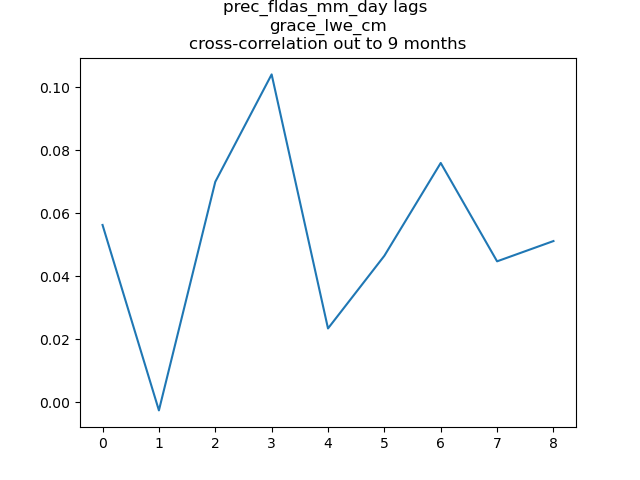 prec_fldas_mm_day lags
grace_lwe_cm
cross-correlation out to 9 months
0.10
0.08
0.06
0.04
0.02
0.00
0 1 2 3 4 5 6 7 8